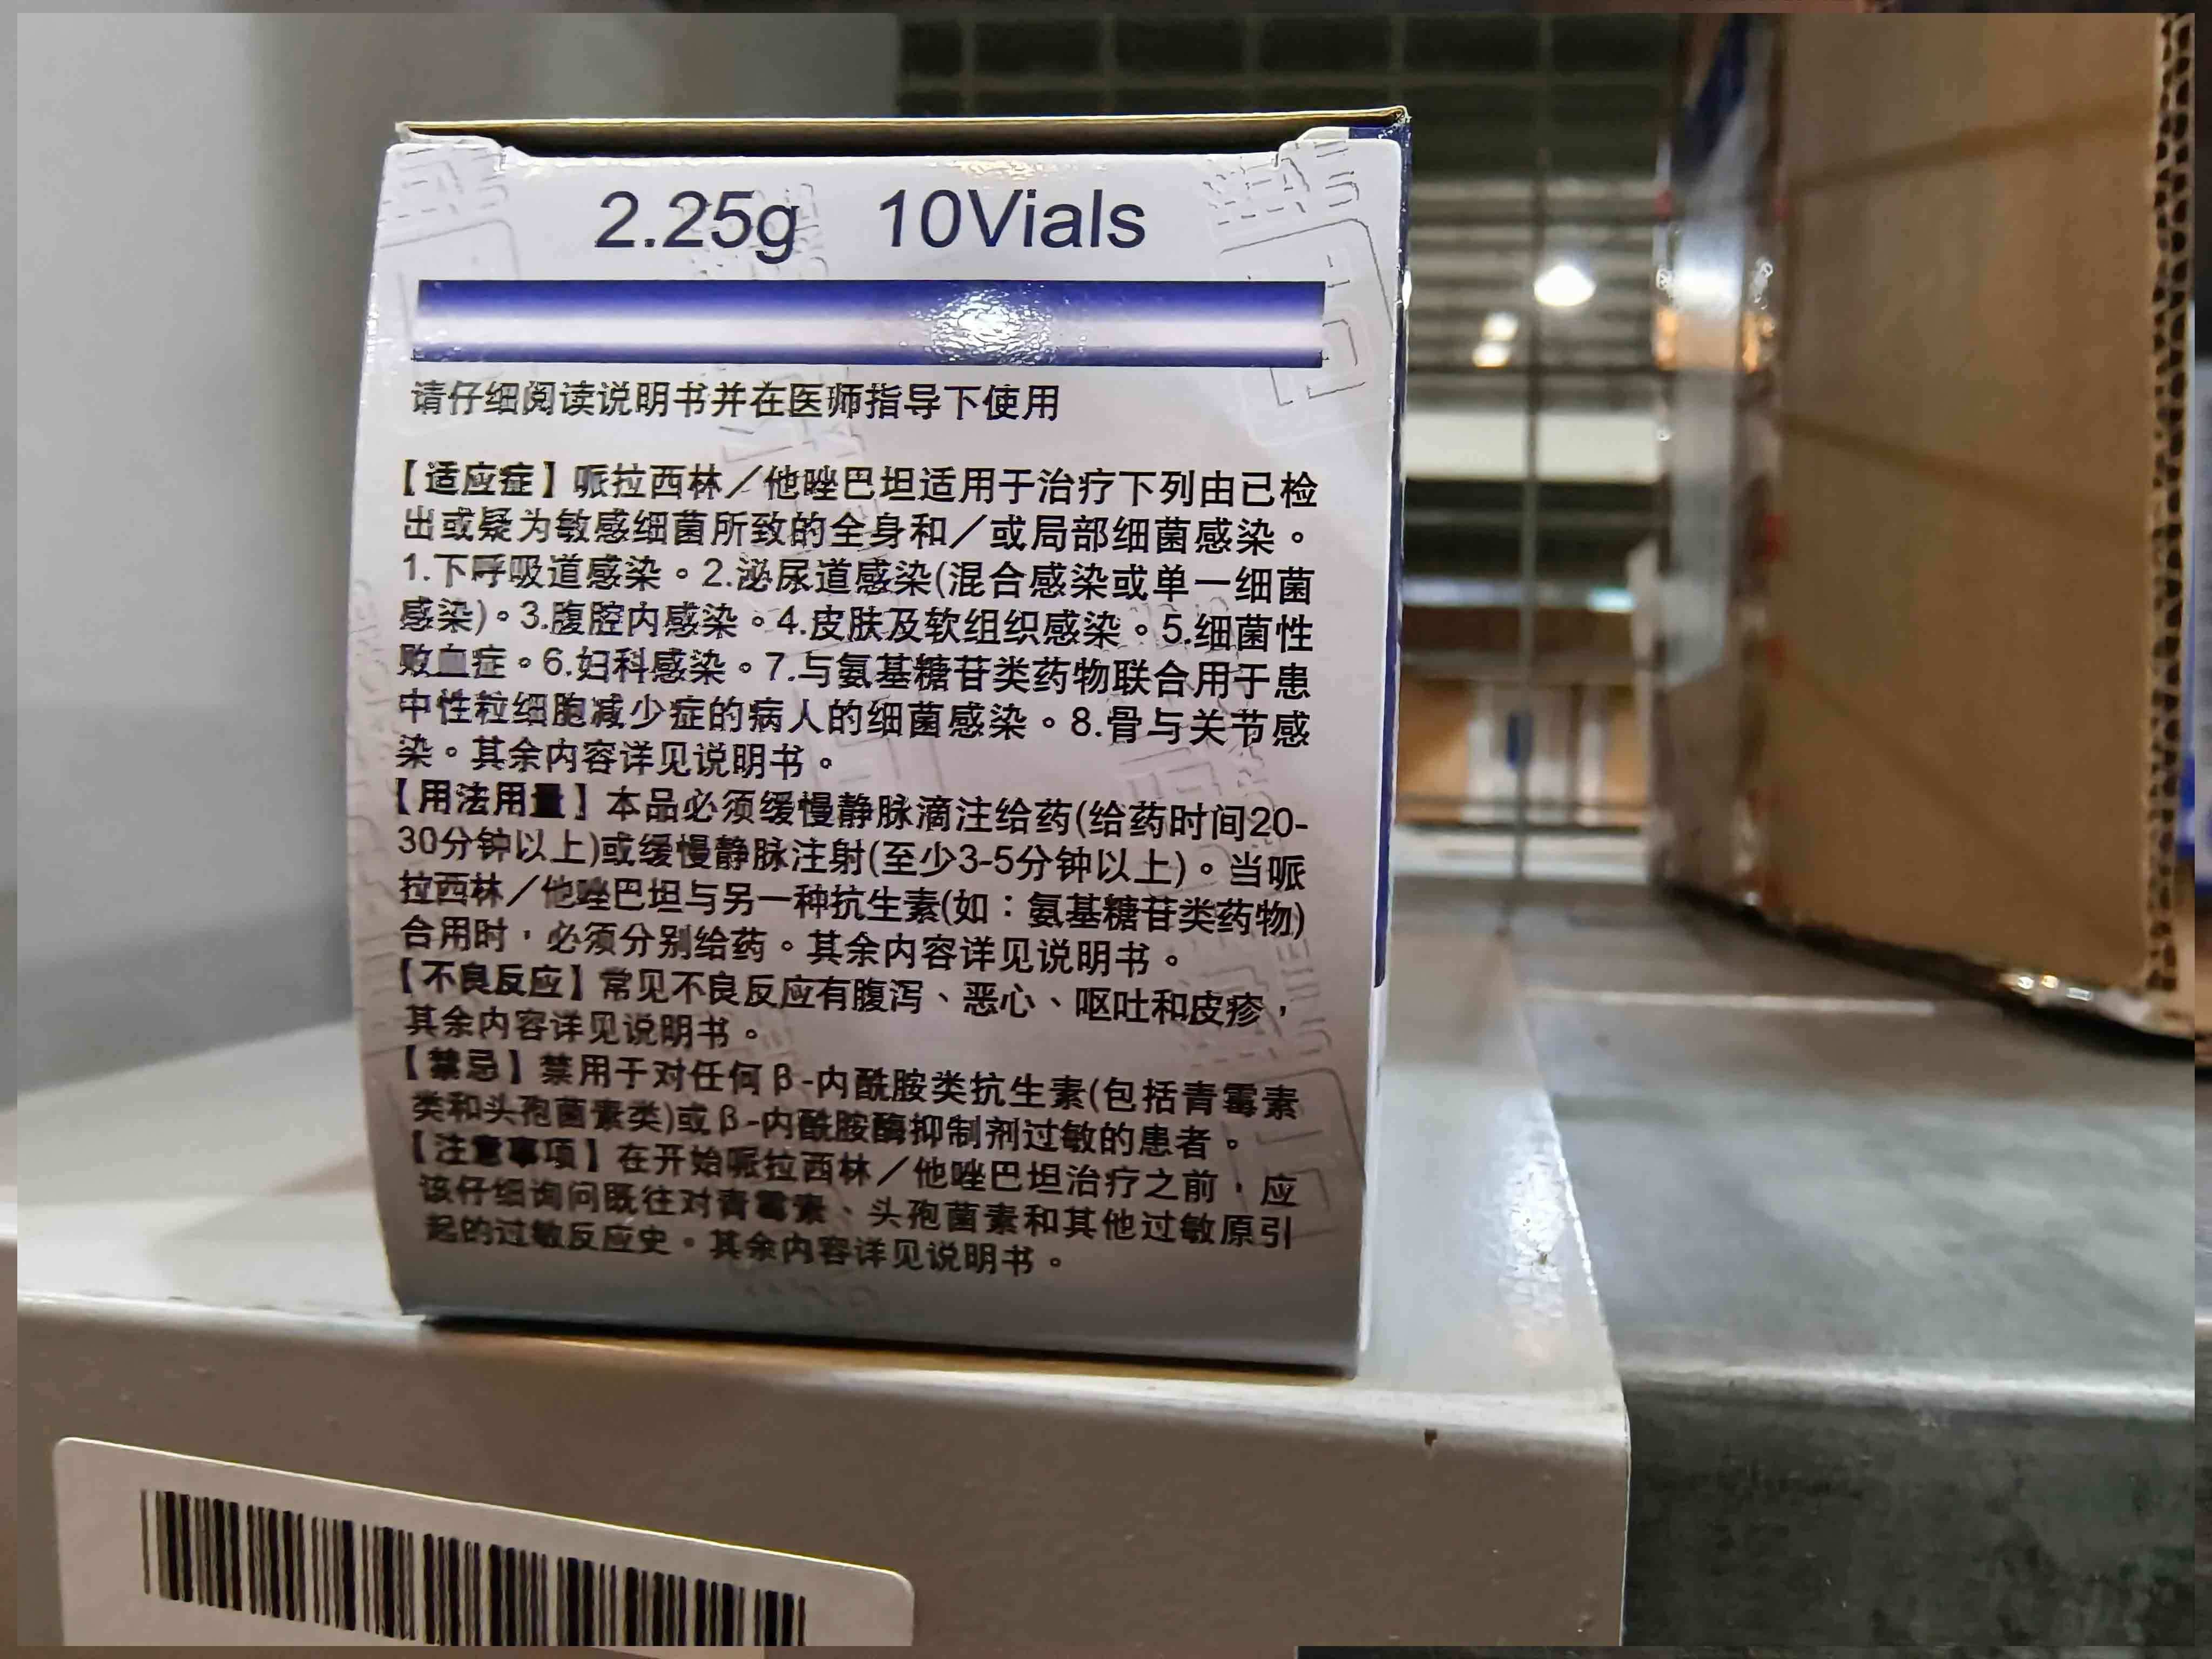 2.25g 10Vials
请仔细阅读说明书并在医师指导下使用
【适应症】哌拉西林／他唑巴坦适用于治疗下列由已检
出或疑为敏感细菌所致的全身和／或局部细菌感染。
1.下呼吸道感染。2.泌尿道感染(混合感染或单一细菌
感染)。3.腹腔内感染。4.皮肤及软组织感染。5.细菌性
败血症。6.妇科感染。7.与氨基糖苷类药物联合用于患
中性粒细胞减少症的病人的细菌感染。8.骨与关节感
染。其余内容详见说明书。
【用法用量】本品必须缓慢静脉滴注给药(给药时间20-
30分钟以上)或缓慢静脉注射(至少3-5分钟以上)。当哌
拉西林／他唑巴坦与另一种抗生素(如：氨基糖苷类药物)
合用时，必须分别给药。其余内容详见说明书。
【不良反应】常见不良反应有腹泻、恶心、呕吐和皮疹，
其余内容详见说明书。
【禁忌】禁用于对任何β-内酰胺类抗生素(包括青霉素
类和头孢菌素类)或β-内酰胺酶抑制剂过敏的患者。
【注意事项】在开始哌拉西林／他唑巴坦治疗之前，应
该仔细询问既往对青霉素、头孢菌素和其他过敏原引
起的过敏反应史。其余内容详见说明书。